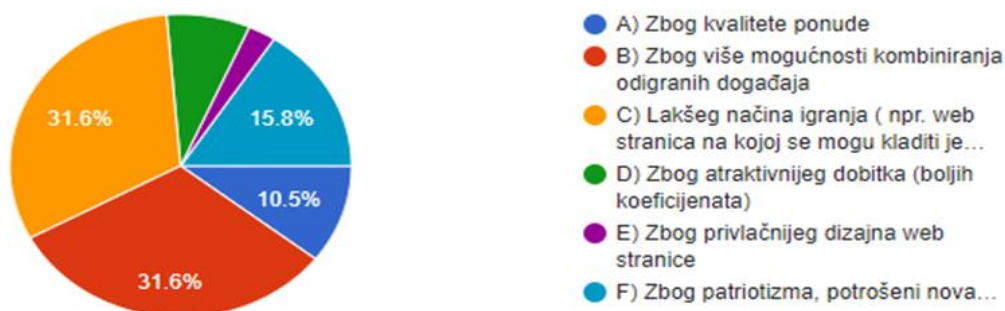 31.6%
15.8%
10.5%
31.6%
A) Zbog kvalitete ponude
B) Zbog više mogućnosti kombiniranja
odigranih događaja
C) Lakšeg načina igranja ( npr. web
stranica na kojoj se mogu kladiti je…
D) Zbog atraktivnijeg dobitka (boljih
koeficijenata)
E) Zbog privlačnijeg dizajna web
stranice
F) Zbog patriotizma, potrošeni nova…